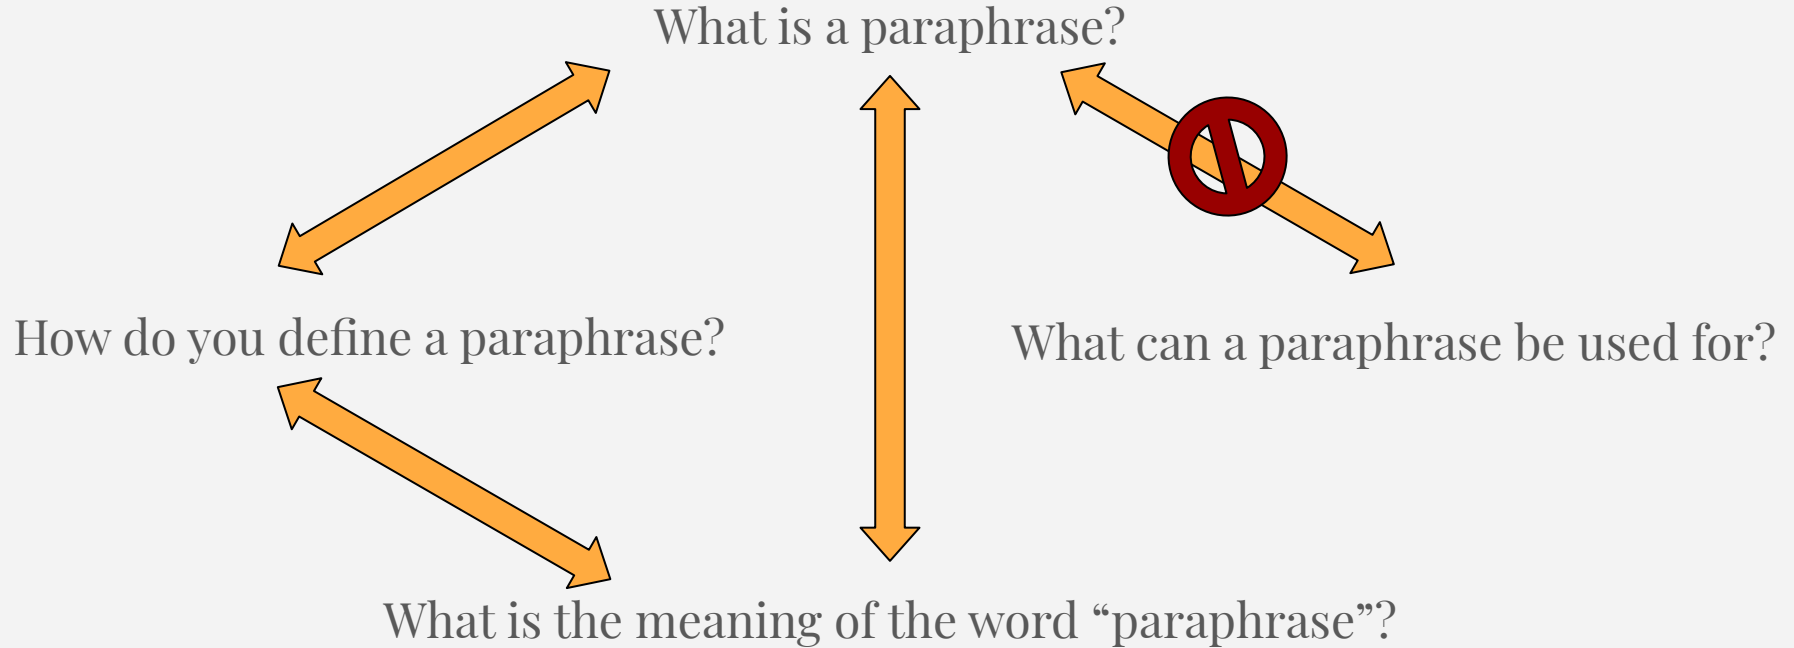 What is a paraphrase?
How do you define a paraphrase?
What can a paraphrase be used for?
What is the meaning of the word “paraphrase”?